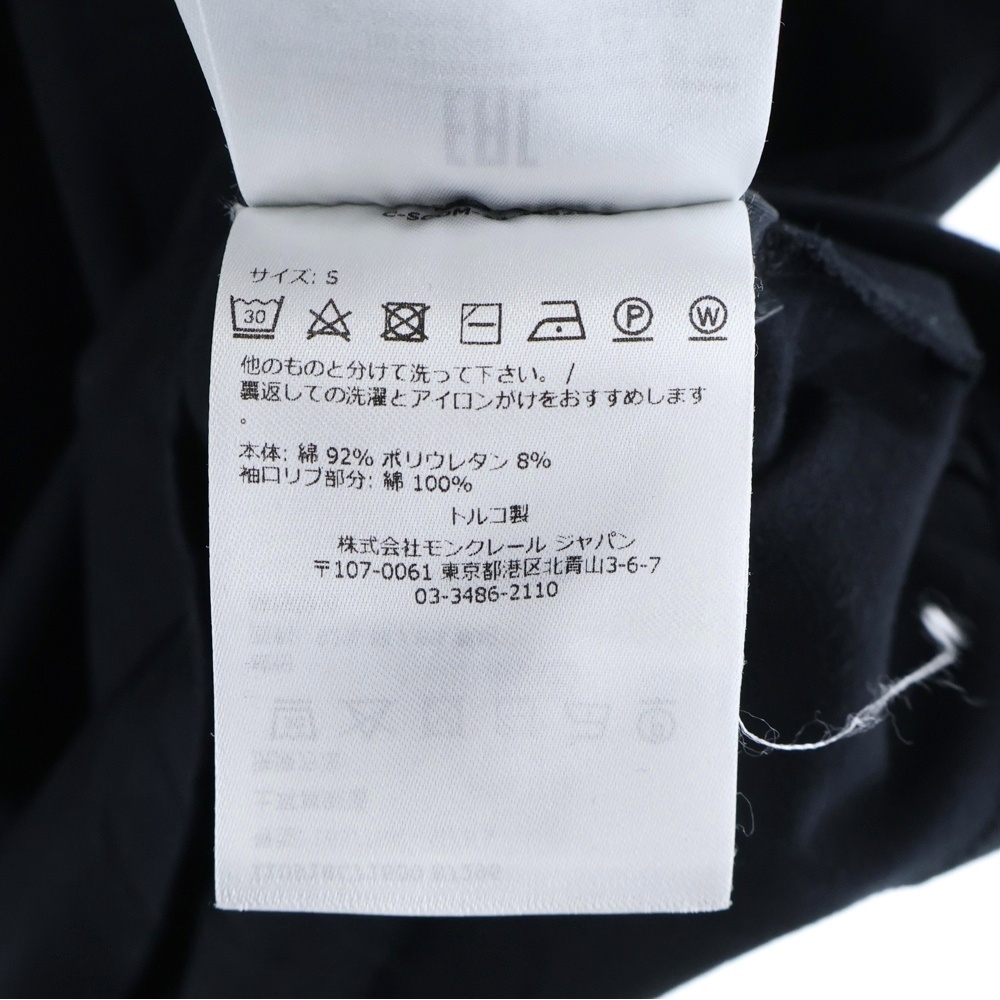 EAC
サイズ: S
30 P W
他のものと分けて洗って下さい。 /
裏返しての洗濯とアイロンがけをおすすめします
。
本体: 綿 92% ポリウレタン 8%
袖口リブ部分: 綿 100%
トルコ製
株式会社モンクレール ジャパン
〒107-0061 東京都港区北青山3-6-7
03-3486-2110